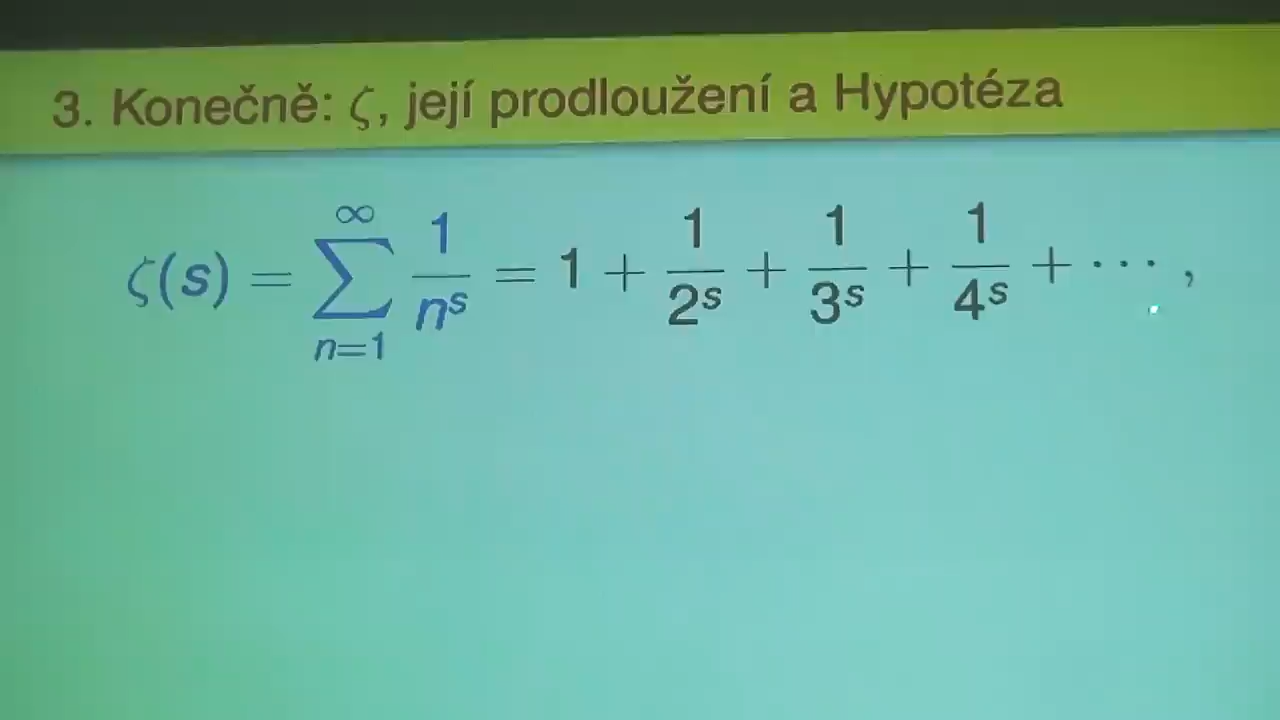 3. Konečně: ζ, její prodloužení a Hypotéza
ζ(s) = ∑_{n=1}^{∞} 1/n^s = 1 + 1/2^s + 1/3^s + 1/4^s + ⋯ ,